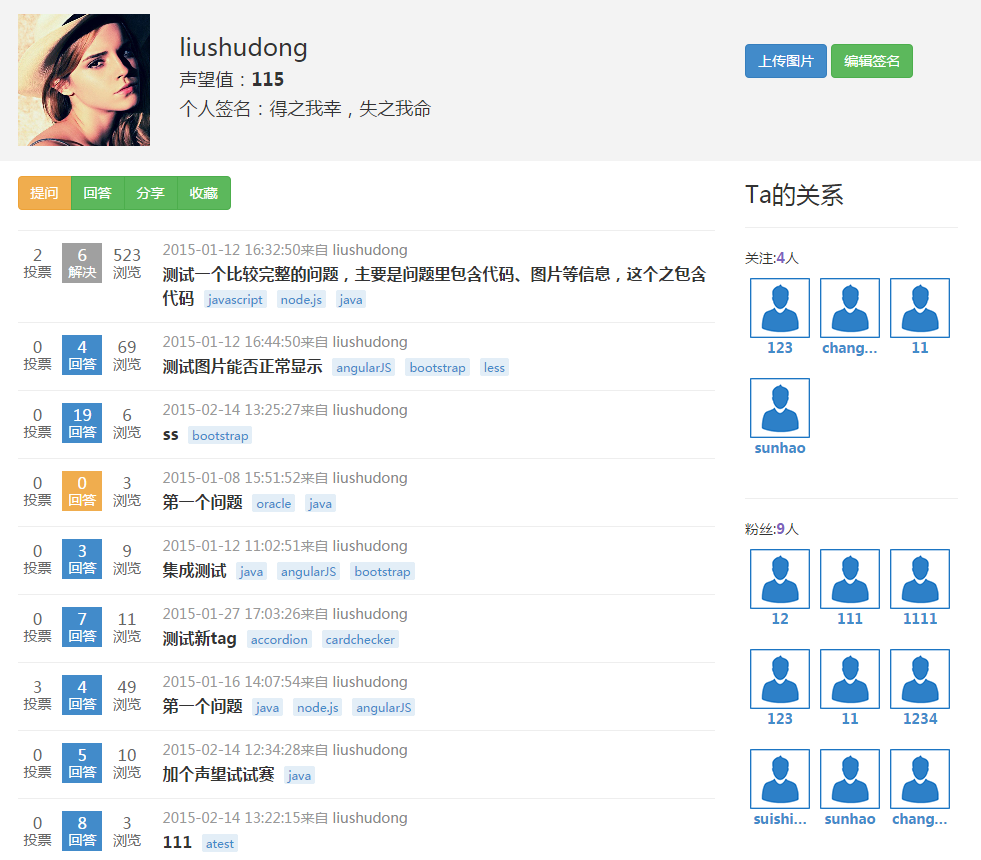 liushudong
声望值：115
个人签名：得之我幸，失之我命
上传图片 编辑签名
提问 回答 分享 收藏
2 投票 6 解决 523 浏览
2015-01-12 16:32:50来自 liushudong
测试一个比较完整的问题，主要是问题里包含代码、图片等信息，这个之包含
代码 javascript node.js java
0 投票 4 回答 69 浏览
2015-01-12 16:44:50来自 liushudong
测试图片能否正常显示 angularJS bootstrap less
0 投票 19 回答 6 浏览
2015-02-14 13:25:27来自 liushudong
ss bootstrap
0 投票 0 回答 3 浏览
2015-01-08 15:51:52来自 liushudong
第一个问题 oracle java
0 投票 3 回答 9 浏览
2015-01-12 11:02:51来自 liushudong
集成测试 java angularJS bootstrap
0 投票 7 回答 11 浏览
2015-01-27 17:03:26来自 liushudong
测试新tag accordion cardchecker
3 投票 4 回答 49 浏览
2015-01-16 14:07:54来自 liushudong
第一个问题 java node.js angularJS
0 投票 5 回答 10 浏览
2015-02-14 12:34:28来自 liushudong
加个声望试试赛 java
0 投票 8 回答 3 浏览
2015-02-14 13:22:15来自 liushudong
111 atest
Ta的关系
关注:4人
123 chang... 11
sunhao
粉丝:9人
12 111 1111
123 11 1234
suishi... sunhao chang...